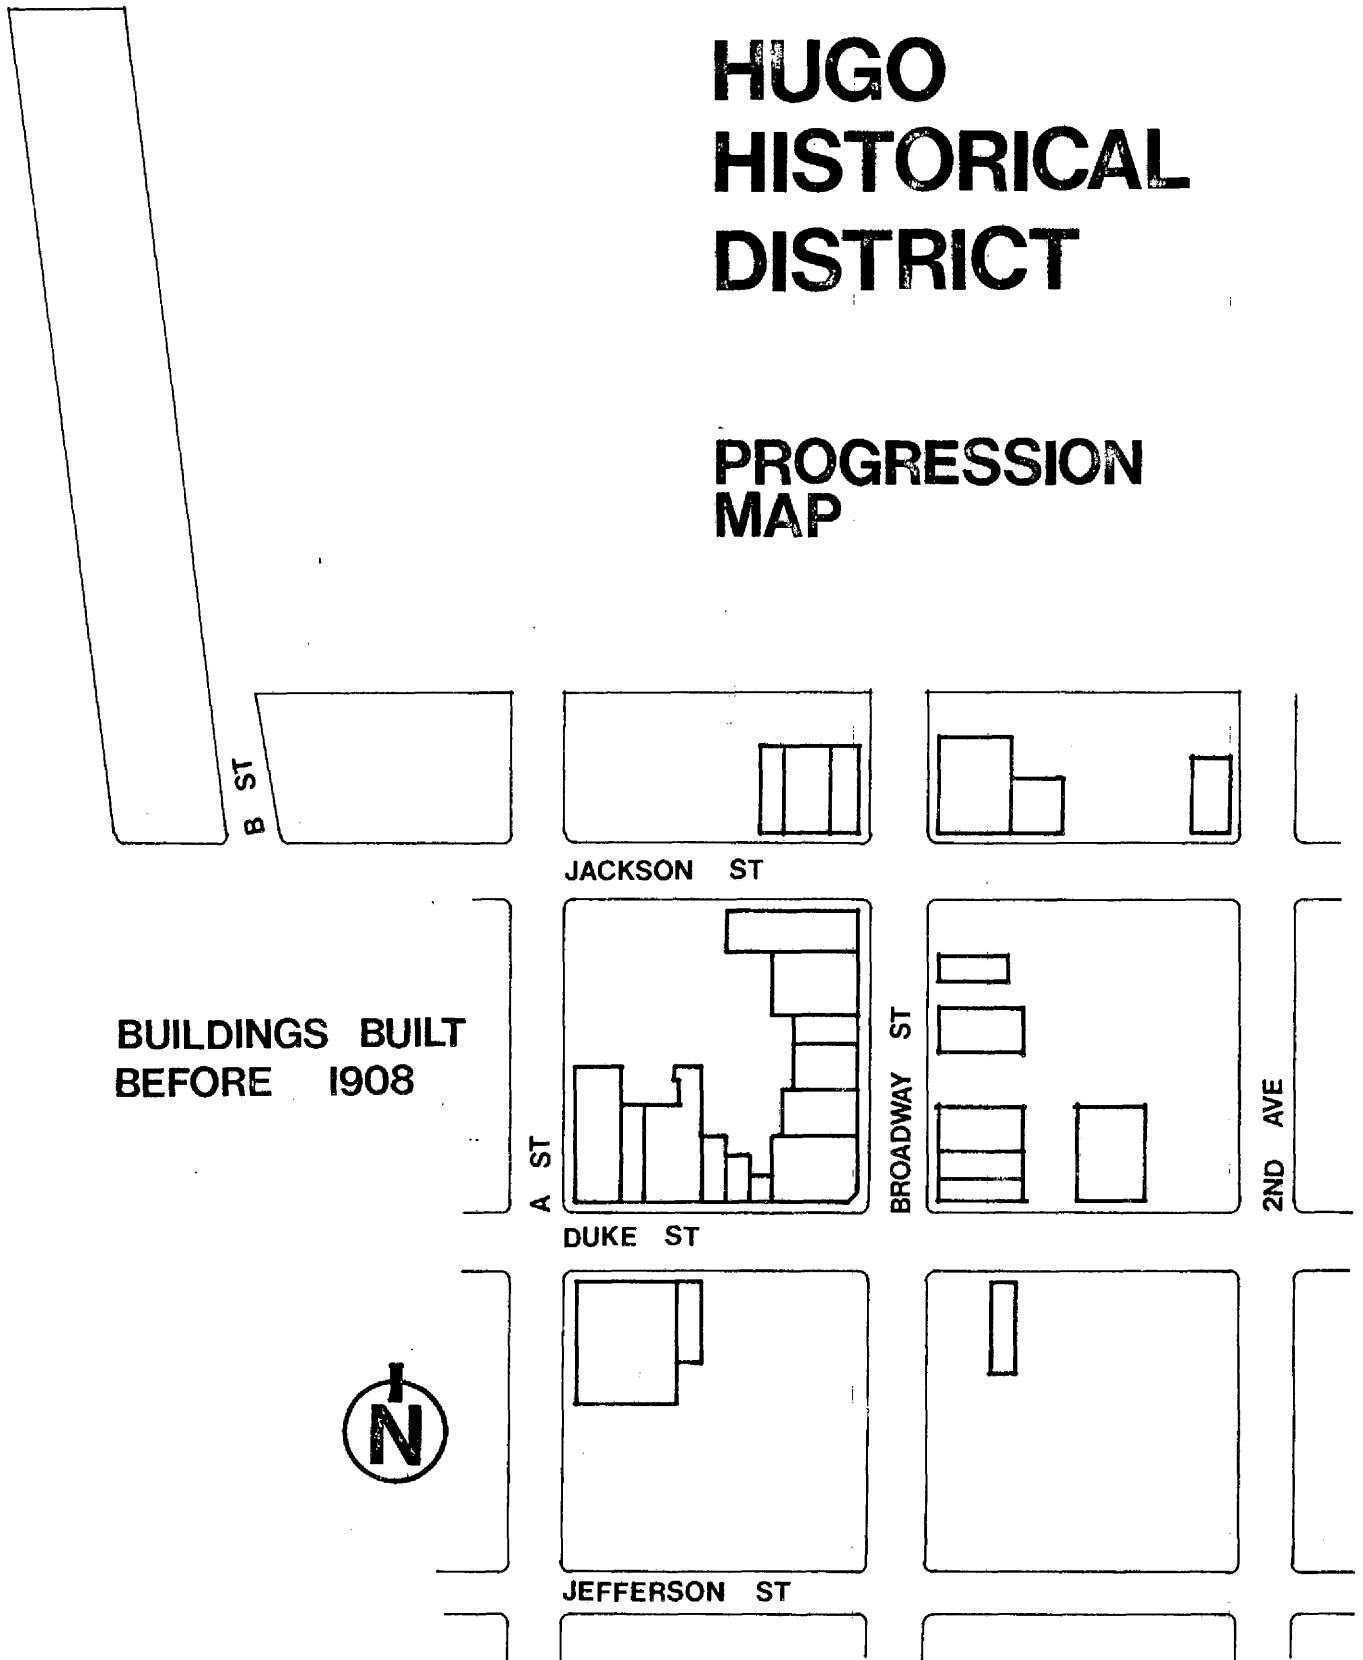 HUGO
HISTORICAL
DISTRICT
PROGRESSION
MAP
B ST
JACKSON ST
BUILDINGS BUILT
BEFORE 1908
A ST
BROADWAY ST
2ND AVE
DUKE ST
N
JEFFERSON ST